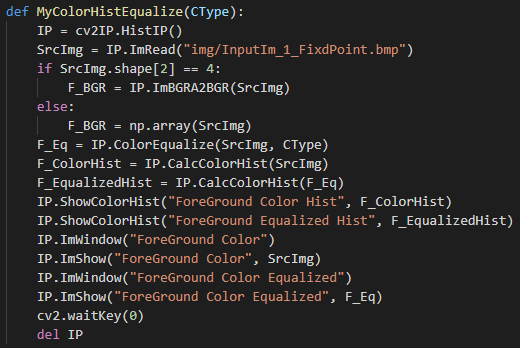 def MyColorHistEqualize(CType):
    IP = cv2IP.HistIP()
    SrcImg = IP.ImRead("img/InputIm_1_FixdPoint.bmp")
    if SrcImg.shape[2] == 4:
        F_BGR = IP.ImBGRA2BGR(SrcImg)
    else:
        F_BGR = np.array(SrcImg)
    F_Eq = IP.ColorEqualize(SrcImg, CType)
    F_ColorHist = IP.CalcColorHist(SrcImg)
    F_EqualizedHist = IP.CalcColorHist(F_Eq)
    IP.ShowColorHist("ForeGround Color Hist", F_ColorHist)
    IP.ShowColorHist("ForeGround Equalized Hist", F_EqualizedHist)
    IP.ImWindow("ForeGround Color")
    IP.ImShow("ForeGround Color", SrcImg)
    IP.ImWindow("ForeGround Color Equalized")
    IP.ImShow("ForeGround Color Equalized", F_Eq)
    cv2.waitKey(0)
    del IP